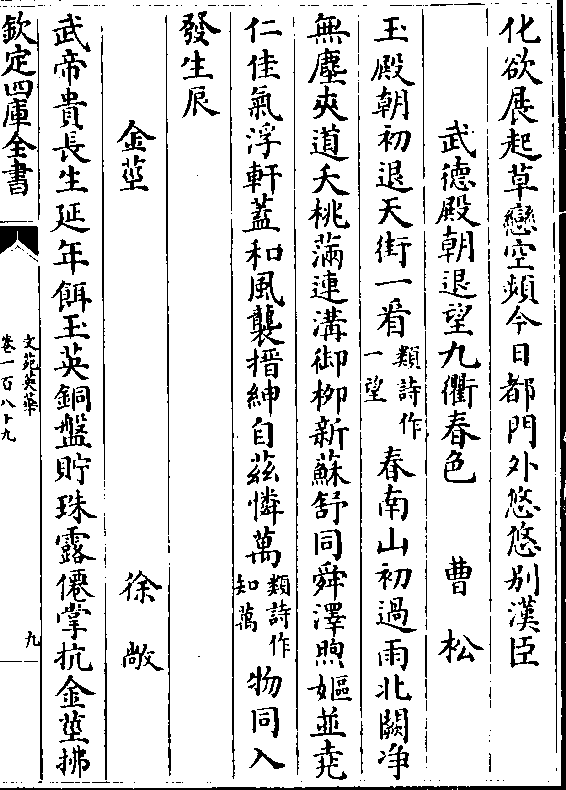 化欲展起草戀空頻今日都門外悠悠别漢臣
武德殿朝退望九衢春色 曹松
玉殿朝初退天街一看類詩作一望春南山初過雨北闕净
無塵夾道夭桃滿連溝御栁新蘇舒同舜澤煦嫗並堯
仁佳氣浮軒蓋和風襲搢紳自兹憐萬類詩作知萬物同入
發生辰
金莖 徐敞
武帝貴長生延年餌玉英銅盤貯珠露僊掌抗金莖拂
欽定四庫全書
文苑英華
卷一百八十九
九